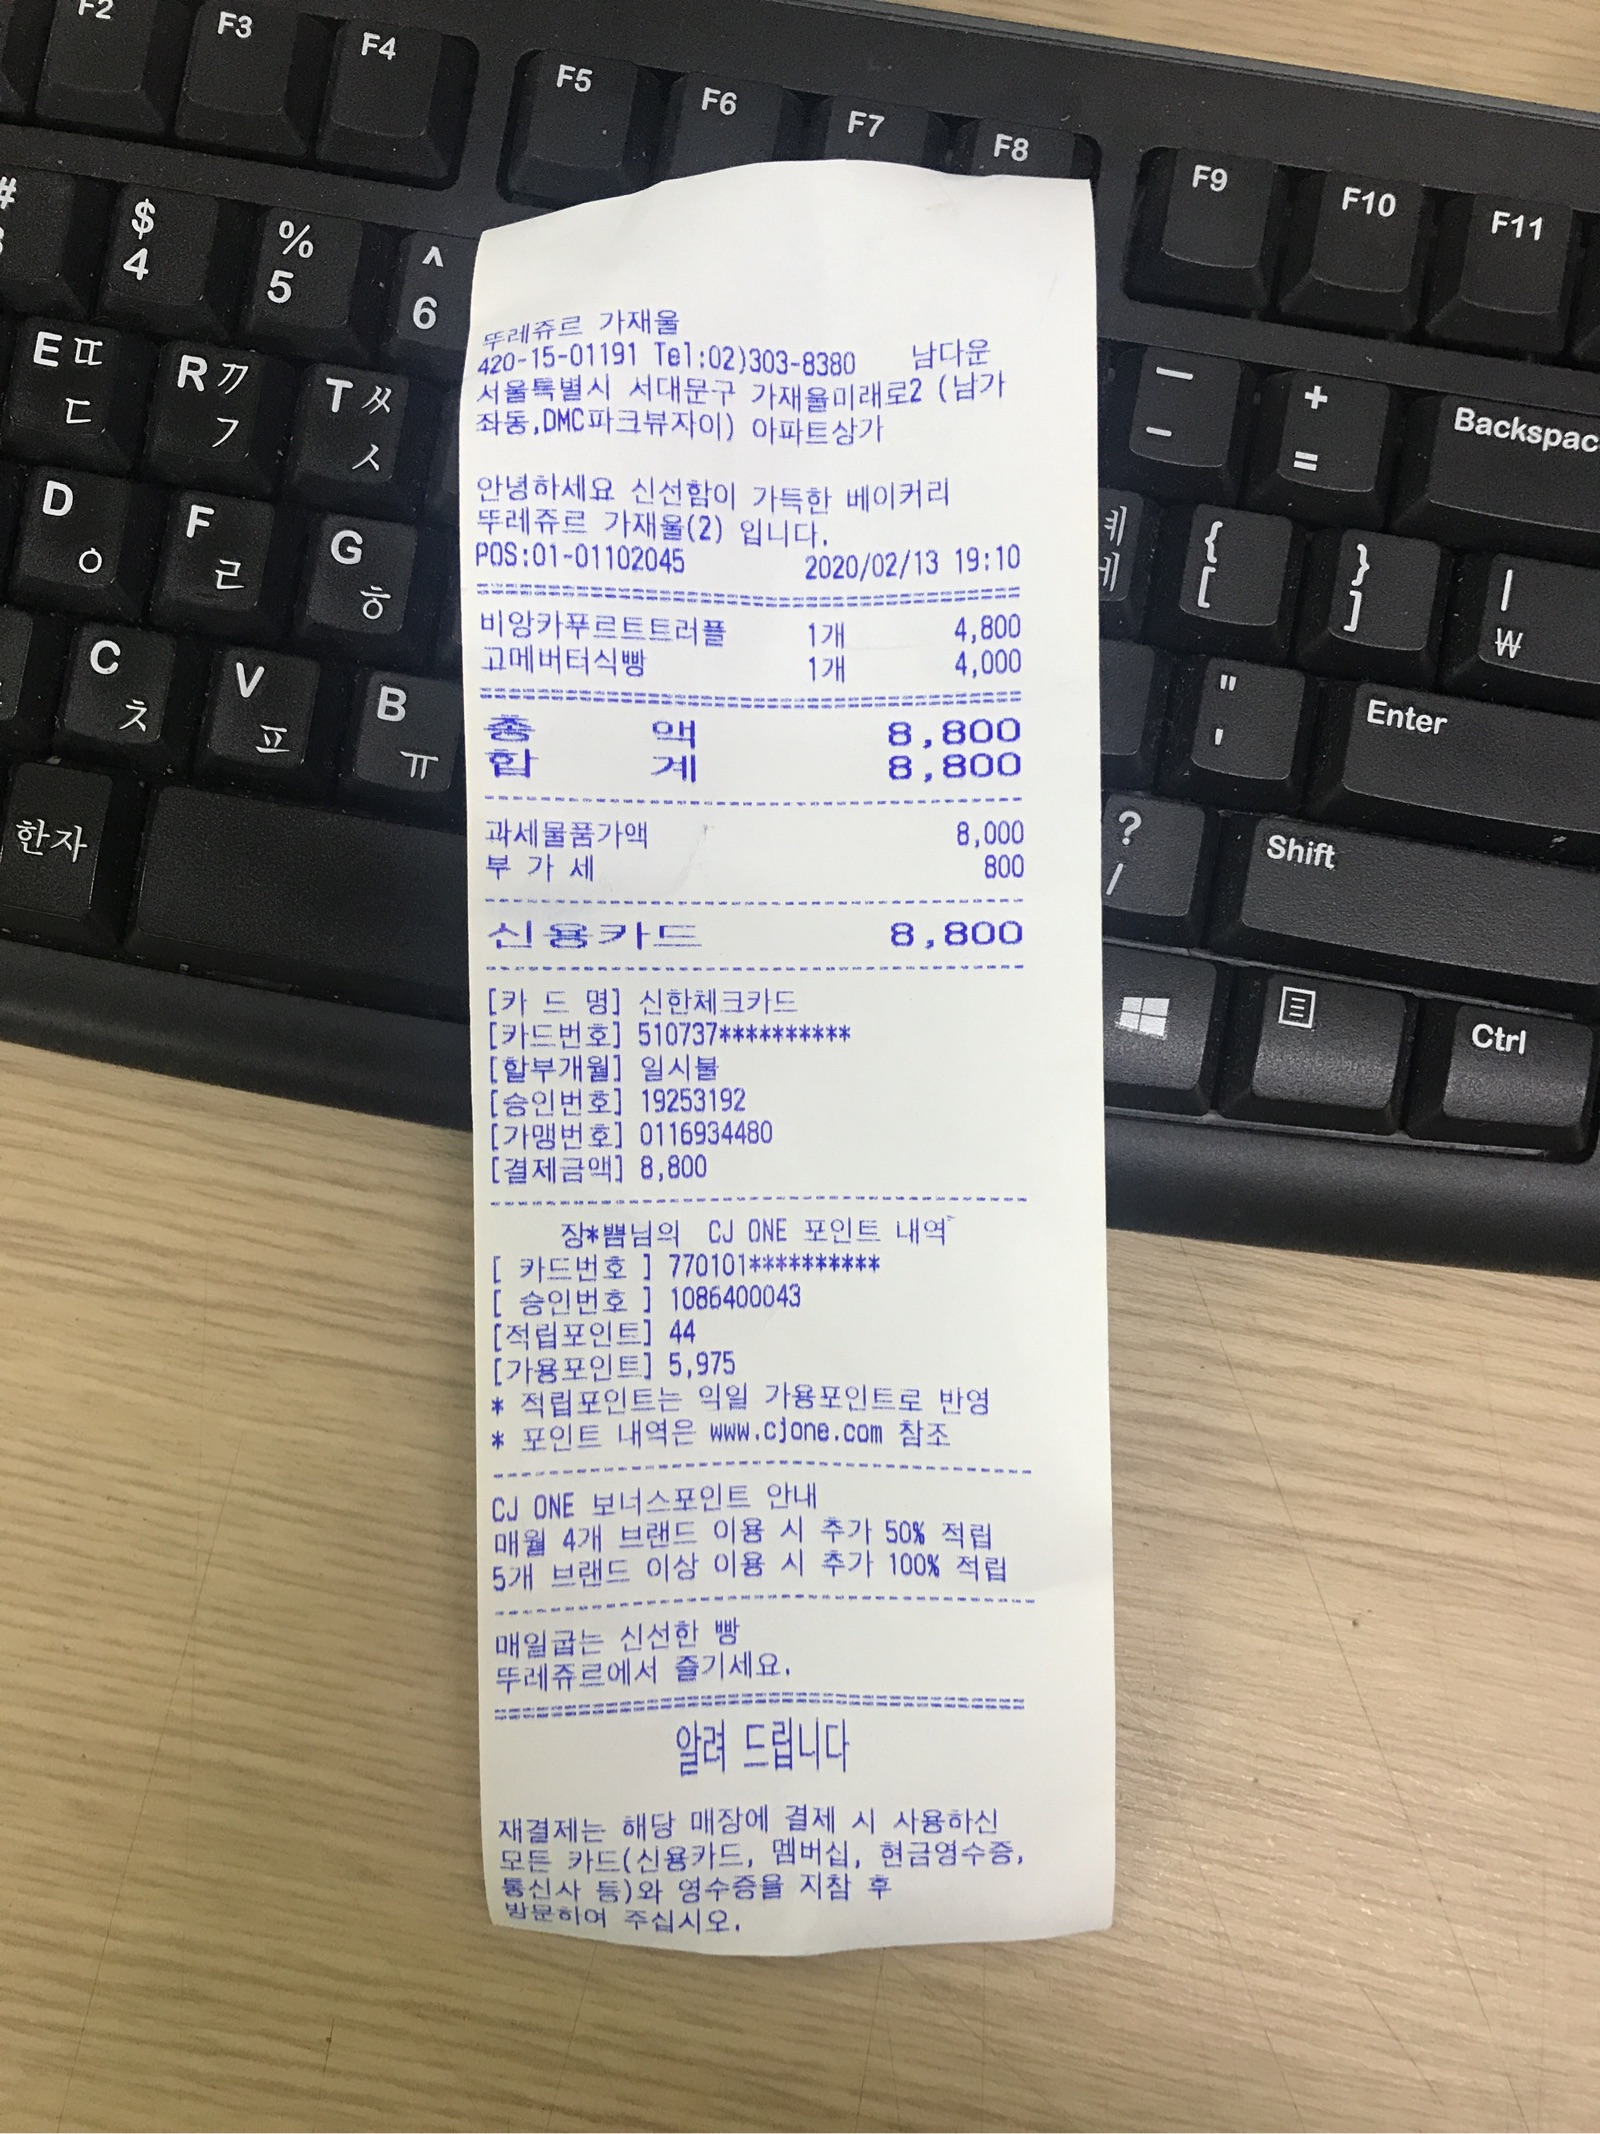 F2 F3 F4 F5 F6 F7 F8 F9 F10 F11
# $ 4 % 5 ^ 6
E ㄸ ㄷ R ㄲ ㄱ T ㅆ ㅅ — - + = Backspac
D ㅇ F ㄹ G ㅎ ㅖ ㅔ { [ } ] | ₩
C ㅊ V ㅍ B ㅠ " ' Enter
한자 ? / Shift
Ctrl
뚜레쥬르 가재울
420-15-01191 Tel:02)303-8380 남다운
서울특별시 서대문구 가재울미래로2 (남가
좌동,DMC파크뷰자이) 아파트상가
안녕하세요 신선함이 가득한 베이커리
뚜레쥬르 가재울(2) 입니다.
POS:01-01102045 2020/02/13 19:10
비앙카푸르트트러플 1개 4,800
고메버터식빵 1개 4,000
총 액 8,800
합 계 8,800
과세물품가액 8,000
부 가 세 800
신용카드 8,800
[카 드 명] 신한체크카드
[카드번호] 510737**********
[할부개월] 일시불
[승인번호] 19253192
[가맹번호] 0116934480
[결제금액] 8,800
장*쁨님의 CJ ONE 포인트 내역
[ 카드번호 ] 770101**********
[ 승인번호 ] 1086400043
[적립포인트] 44
[가용포인트] 5,975
* 적립포인트는 익일 가용포인트로 반영
* 포인트 내역은 www.cjone.com 참조
CJ ONE 보너스포인트 안내
매월 4개 브랜드 이용 시 추가 50% 적립
5개 브랜드 이상 이용 시 추가 100% 적립
매일굽는 신선한 빵
뚜레쥬르에서 즐기세요.
알려 드립니다
재결제는 해당 매장에 결제 시 사용하신
모든 카드(신용카드, 멤버십, 현금영수증,
통신사 등)와 영수증을 지참 후
방문하여 주십시오.